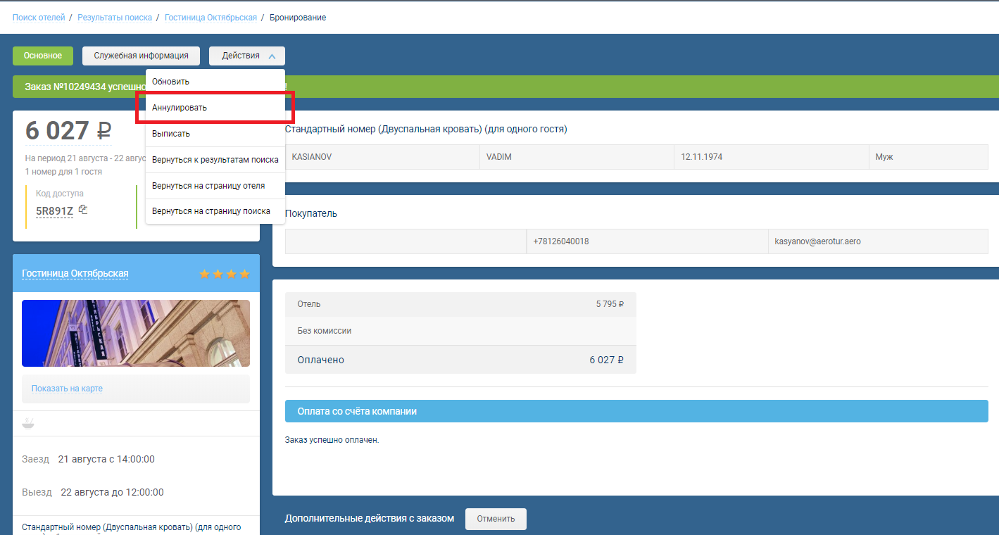 Поиск отелей / Результаты поиска / Гостиница Октябрьская / Бронирование
Основное
Служебная информация
Действия
Обновить
Аннулировать
Выписать
Вернуться к результатам поиска
Вернуться на страницу отеля
Вернуться на страницу поиска
Заказ №10249434 успешно
!
6 027 ₽
На период 21 августа - 22 авгус
1 номер для 1 гостя
Код доступа
5R891Z
Гостиница Октябрьская
ОКТЯБРЬСКАЯ
Показать на карте
Заезд 21 августа с 14:00:00
Выезд 22 августа до 12:00:00
Стандартный номер (Двуспальная кровать) (для одного
Стандартный номер (Двуспальная кровать) (для одного гостя)
KASIANOV VADIM 12.11.1974 Муж
Покупатель
+78126040018 kasyanov@aerotur.aero
Отель 5 795 ₽
Без комиссии
Оплачено 6 027 ₽
Оплата со счёта компании
Заказ успешно оплачен.
Дополнительные действия с заказом Отменить